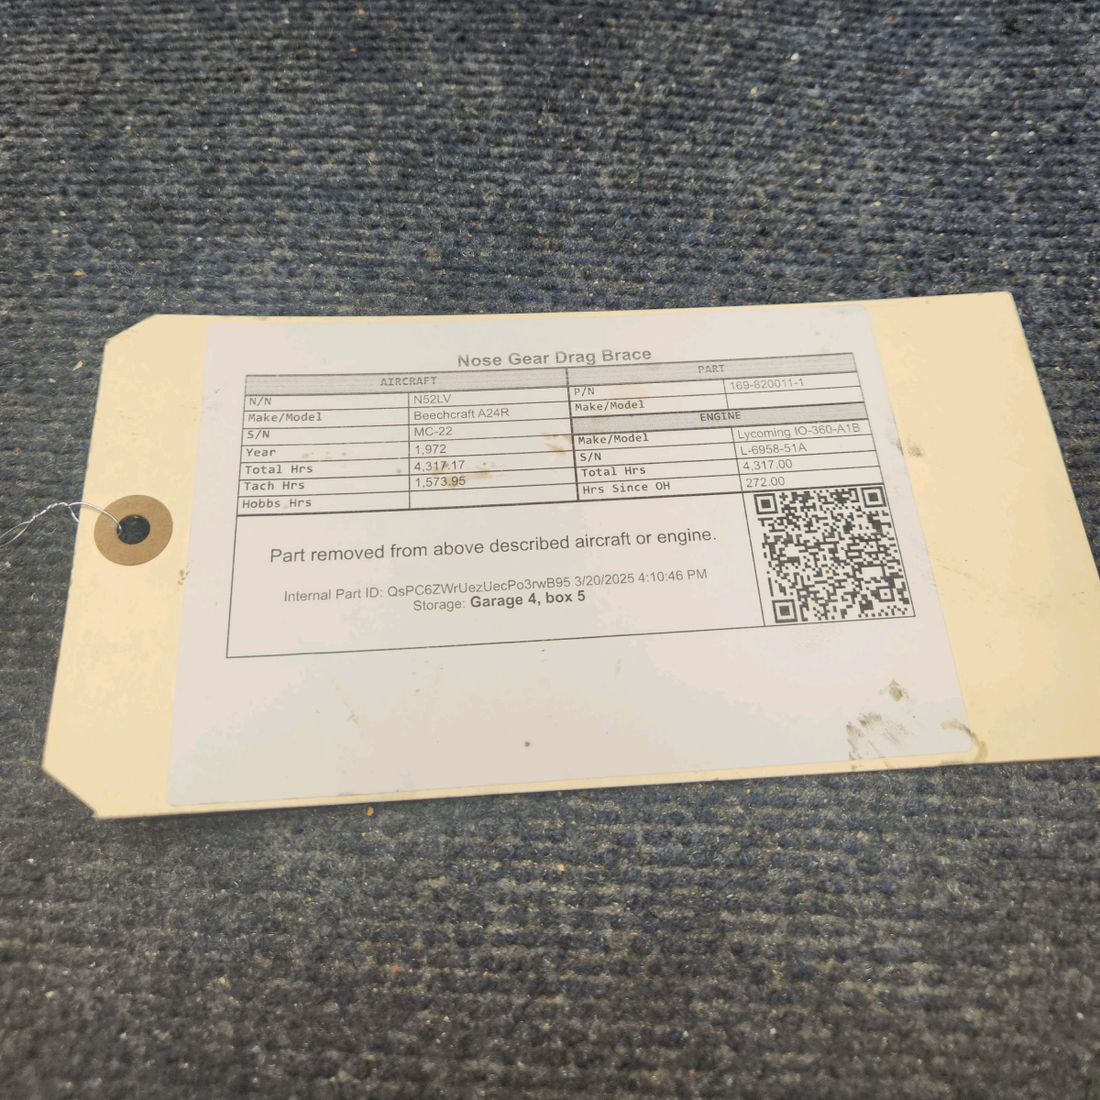 Nose Gear Drag Brace
AIRCRAFT
N/N N52LV
Make/Model Beechcraft A24R
S/N MC-22
Year 1,972
Total Hrs 4,317.17
Tach Hrs 1,573.95
Hobbs Hrs
PART
P/N 169-820011-1
Make/Model
ENGINE
Make/Model Lycoming IO-360-A1B
S/N L-6958-51A
Total Hrs 4,317.00
Hrs Since OH 272.00
Part removed from above described aircraft or engine.
Internal Part ID: QsPC6ZWrUezUecPo3rwB95 3/20/2025 4:10:46 PM
Storage: Garage 4, box 5